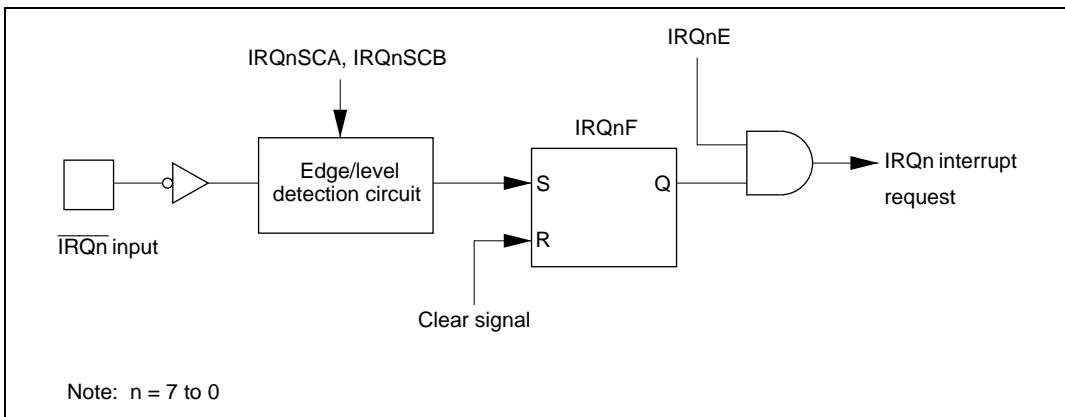 IRQnE
IRQnSCA, IRQnSCB
IRQnF
Edge/level
detection circuit
S
Q
R
IRQn interrupt
request
IRQn input
Clear signal
Note: n = 7 to 0